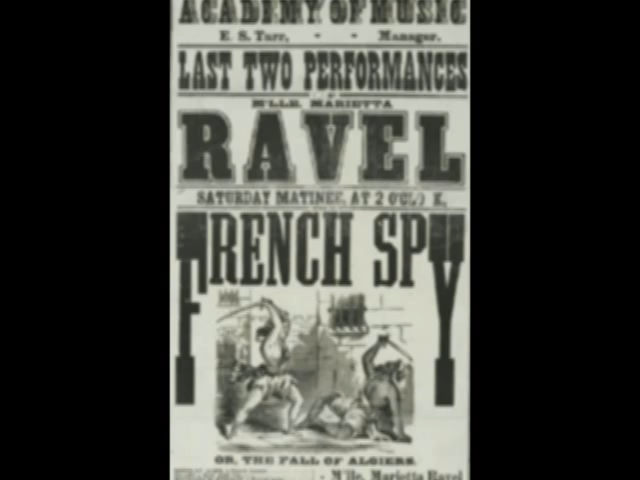 ACADEMY OF MUSIC
E. S. Tarr, - - Manager.
LAST TWO PERFORMANCES
M'LLE. MARIETTA
RAVEL
SATURDAY MATINEE, AT 2 O'CLO K,
FRENCH SPY
OR, THE FALL OF ALGIERS.
- M'lle. Marietta Ravel